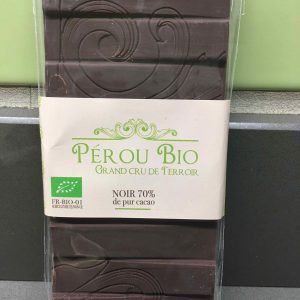 PÉROU BIO
GRAND CRU DE TERROIR
NOIR 70%
de pur cacao
FR-BIO-01